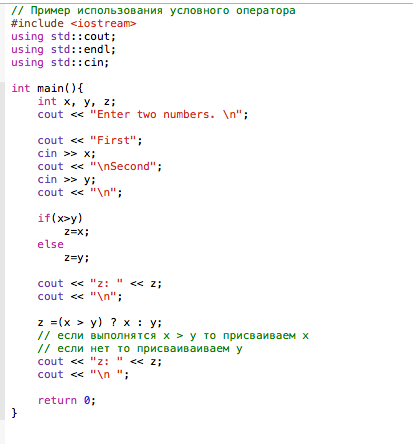 // Пример использования условного оператора
#include <iostream>
using std::cout;
using std::endl;
using std::cin;
int main(){
int x, y, z;
cout << "Enter two numbers. \n";
cout << "First";
cin >> x;
cout << "\nSecond";
cin >> y;
cout << "\n";
if(x>y)
z=x;
else
z=y;
cout << "z: " << z;
cout << "\n";
z =(x > y) ? x : y;
// если выполнятся x > y то присваиваем x
// если нет то присваиваиваем y
cout << "z: " << z;
cout << "\n ";
return 0;
}